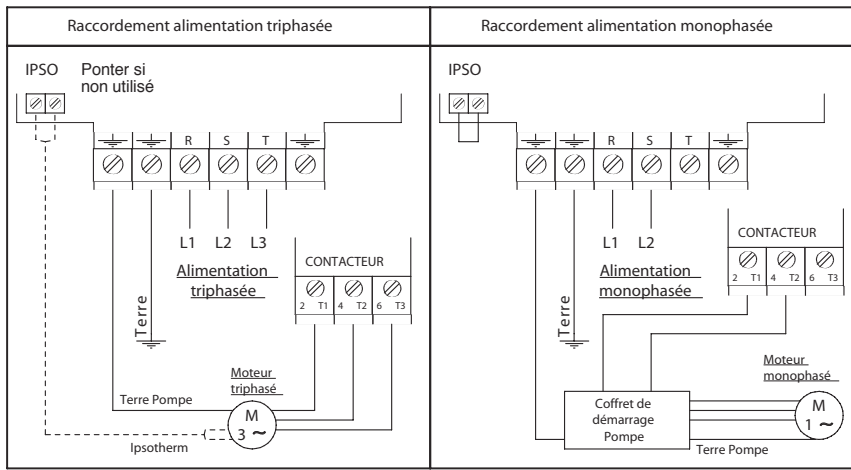 Raccordement alimentation triphasée
IPSO
Ponter si
non utilisé
R S T
L1 L2 L3
Alimentation
triphasée
CONTACTEUR
2 T1 4 T2 6 T3
Terre
Moteur
triphasé
Terre Pompe
M
3 ~
Ipsotherm
Raccordement alimentation monophasée
IPSO
R S T
L1 L2
Alimentation
monophasée
CONTACTEUR
2 T1 4 T2 6 T3
Terre
Moteur
monophasé
Coffret de
démarrage
Pompe
M
1 ~
Terre Pompe